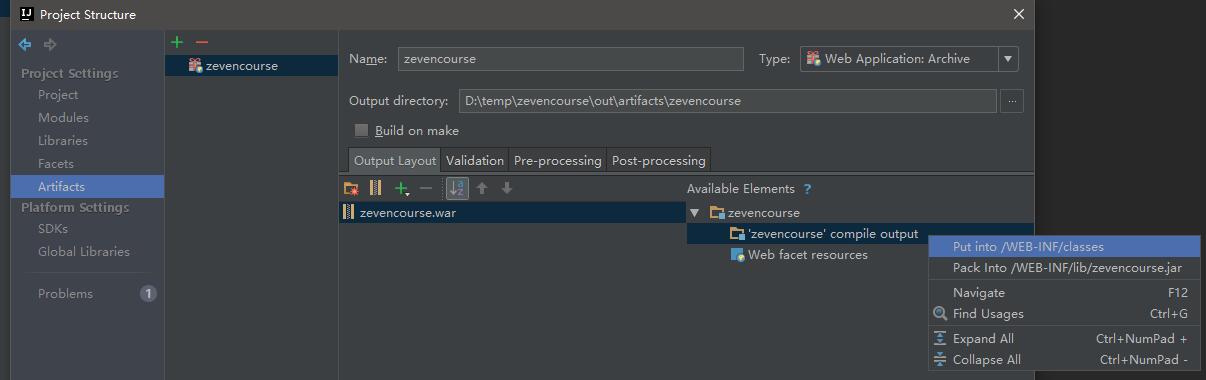 IJ Project Structure
Project Settings
Project
Modules
Libraries
Facets
Artifacts
Platform Settings
SDKs
Global Libraries
Problems 1
zevencourse
Name: zevencourse Type: Web Application: Archive
Output directory: D:\temp\zevencourse\out\artifacts\zevencourse ...
Build on make
Output Layout Validation Pre-processing Post-processing
zevencourse.war
Available Elements ?
zevencourse
'zevencourse' compile output
Web facet resources
Put into /WEB-INF/classes
Pack Into /WEB-INF/lib/zevencourse.jar
Navigate F12
Find Usages Ctrl+G
Expand All Ctrl+NumPad +
Collapse All Ctrl+NumPad -